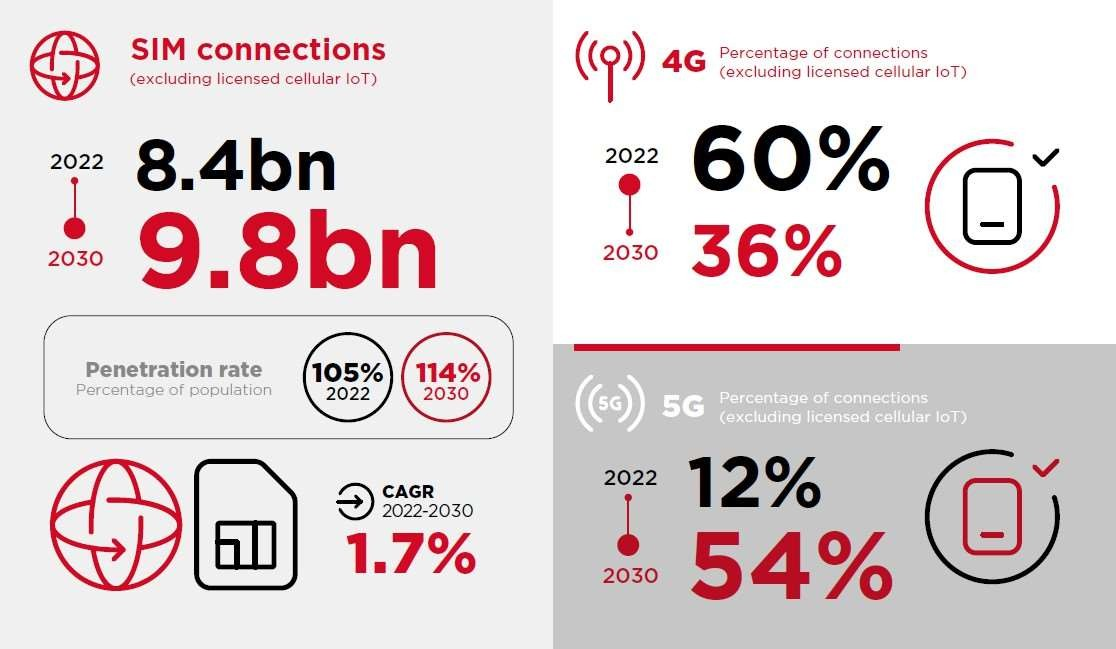 SIM connections
(excluding licensed cellular IoT)
2022
8.4bn
2030
9.8bn
Penetration rate
Percentage of population
105%
2022
114%
2030
CAGR
2022-2030
1.7%
4G
Percentage of connections
(excluding licensed cellular IoT)
2022
60%
2030
36%
5G
5G
Percentage of connections
(excluding licensed cellular IoT)
2022
12%
2030
54%